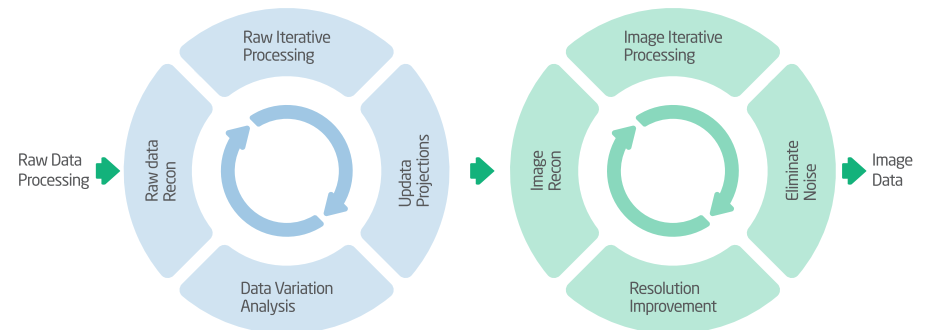 Raw Data
Processing
Raw Iterative
Processing
Raw data
Recon
Updata
Projections
Data Variation
Analysis
Image Iterative
Processing
Image
Recon
Eliminate
Noise
Resolution
Improvement
Image
Data